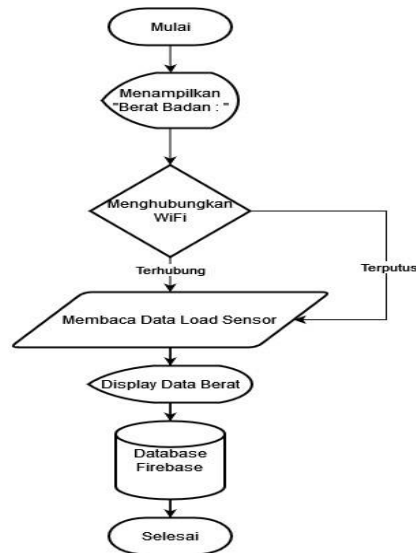 Mulai
Menampilkan
"Berat Badan : "
Menghubungkan
WiFi
Terhubung
Terputus
Membaca Data Load Sensor
Display Data Berat
Database
Firebase
Selesai